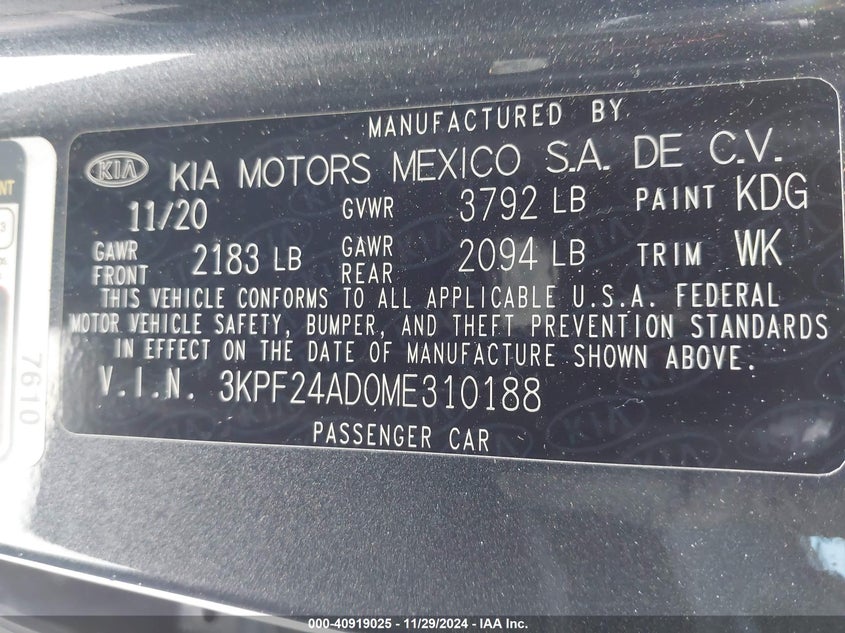 MANUFACTURED BY
KIA KIA MOTORS MEXICO S.A. DE C.V.
11/20 GVWR 3792 LB PAINT KDG
GAWR FRONT 2183 LB GAWR REAR 2094 LB TRIM WK
THIS VEHICLE CONFORMS TO ALL APPLICABLE U.S.A. FEDERAL
MOTOR VEHICLE SAFETY, BUMPER, AND THEFT PREVENTION STANDARDS
IN EFFECT ON THE DATE OF MANUFACTURE SHOWN ABOVE.
V.I.N. 3KPF24AD0ME310188
PASSENGER CAR
7610
000-40919025 - 11/29/2024 - IAA Inc.